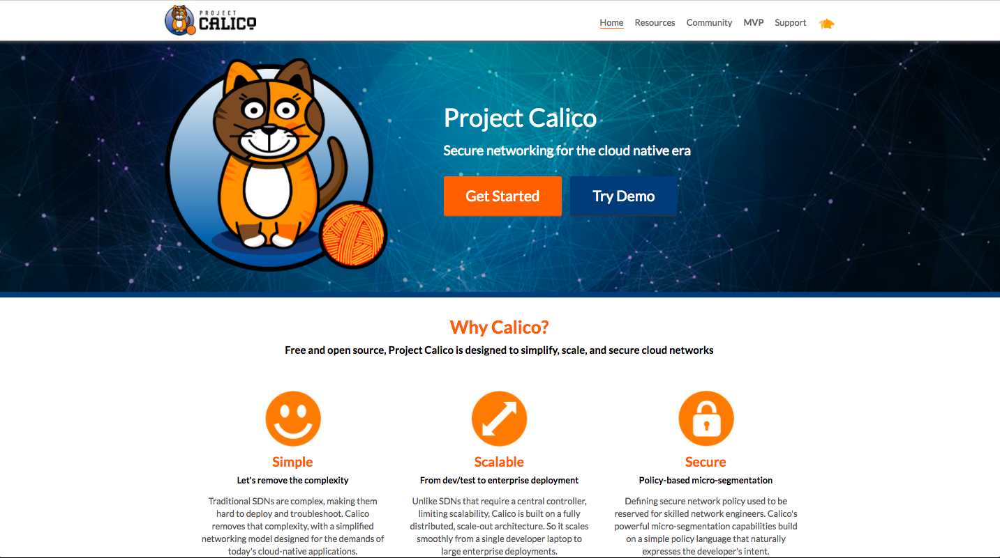 PROJECT
CALICO
Home Resources Community MVP Support
Project Calico
Secure networking for the cloud native era
Get Started Try Demo
Why Calico?
Free and open source, Project Calico is designed to simplify, scale, and secure cloud networks
Simple
Let's remove the complexity
Traditional SDNs are complex, making them
hard to deploy and troubleshoot. Calico
removes that complexity, with a simplified
networking model designed for the demands of
today's cloud-native applications.
Scalable
From dev/test to enterprise deployment
Unlike SDNs that require a central controller,
limiting scalability, Calico is built on a fully
distributed, scale-out architecture. So it scales
smoothly from a single developer laptop to
large enterprise deployments.
Secure
Policy-based micro-segmentation
Defining secure network policy used to be
reserved for skilled network engineers. Calico's
powerful micro-segmentation capabilities build
on a simple policy language that naturally
expresses the developer's intent.